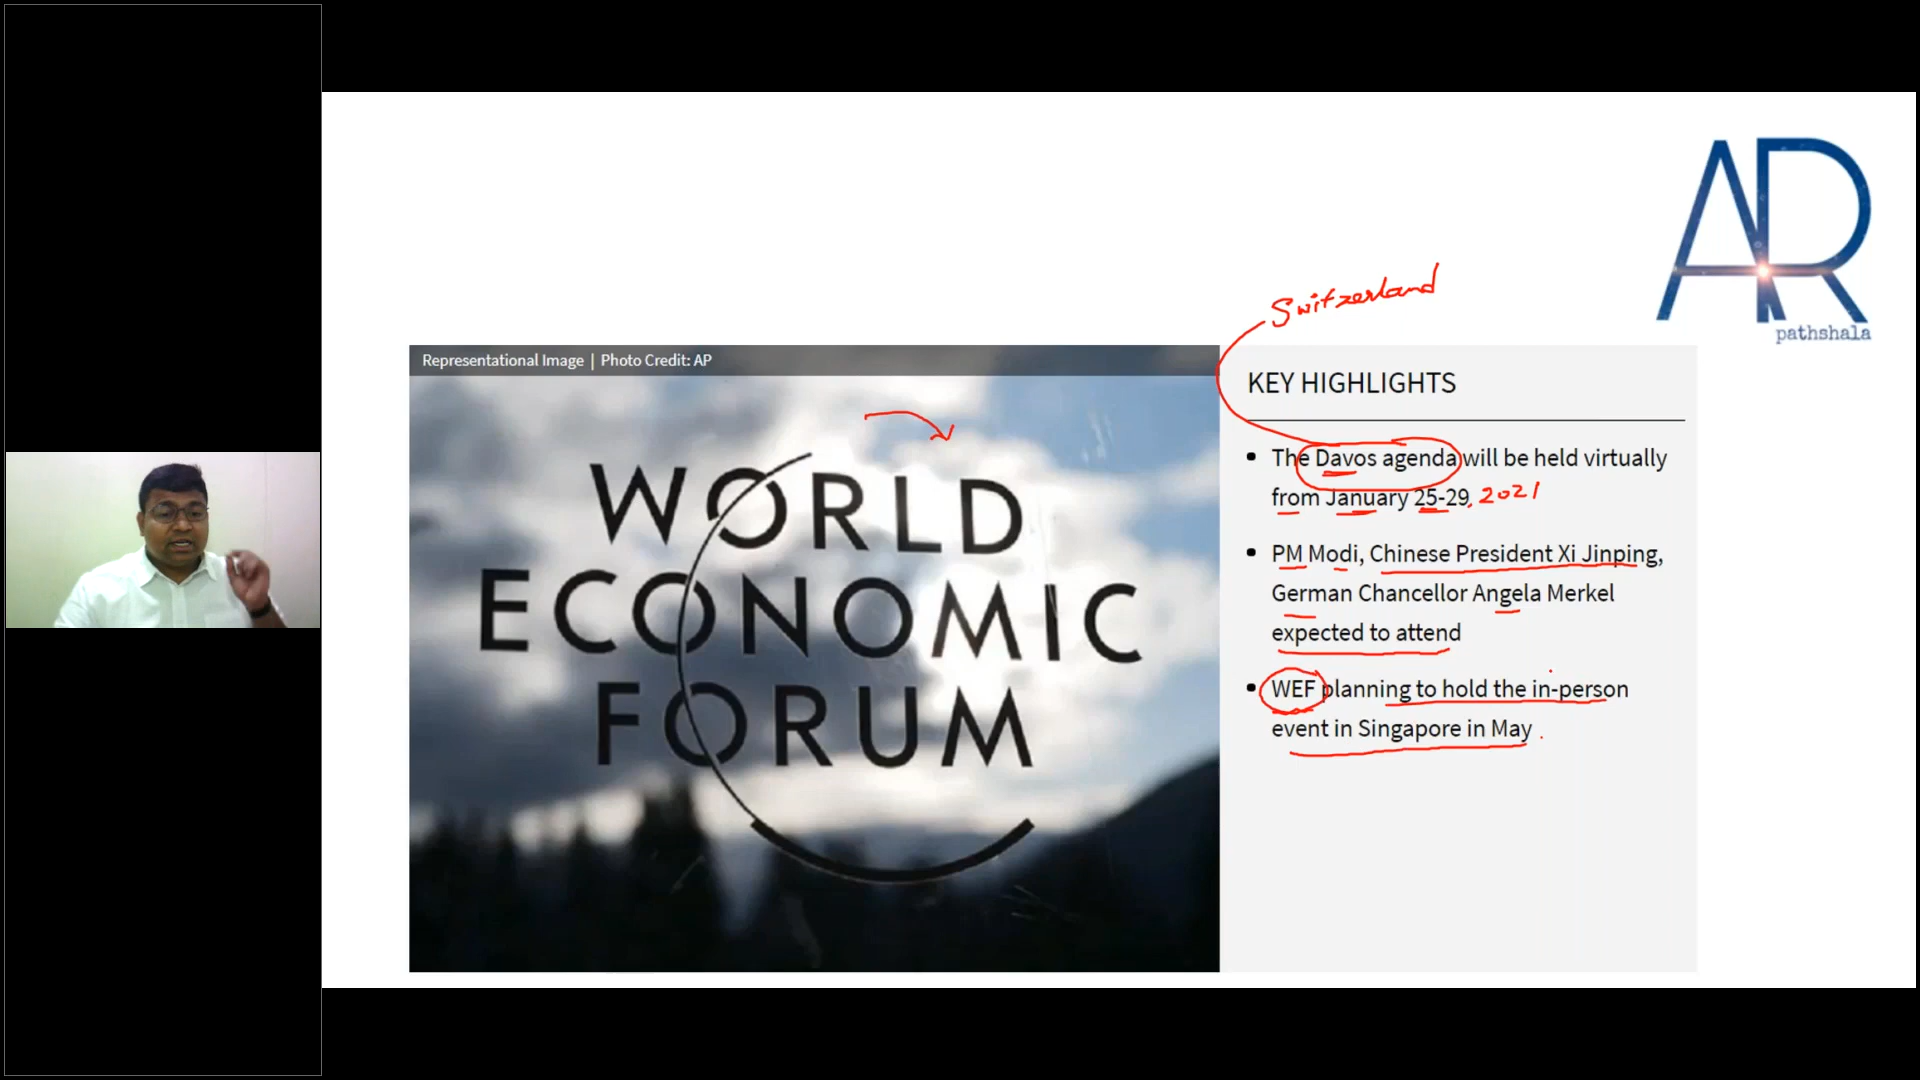 AR
pathshala
Switzerland
Representational Image | Photo Credit: AP
WORLD
ECONOMIC
FORUM
KEY HIGHLIGHTS
• The Davos agenda will be held virtually
from January 25-29, 2021
• PM Modi, Chinese President Xi Jinping,
German Chancellor Angela Merkel
expected to attend
• WEF planning to hold the in-person
event in Singapore in May